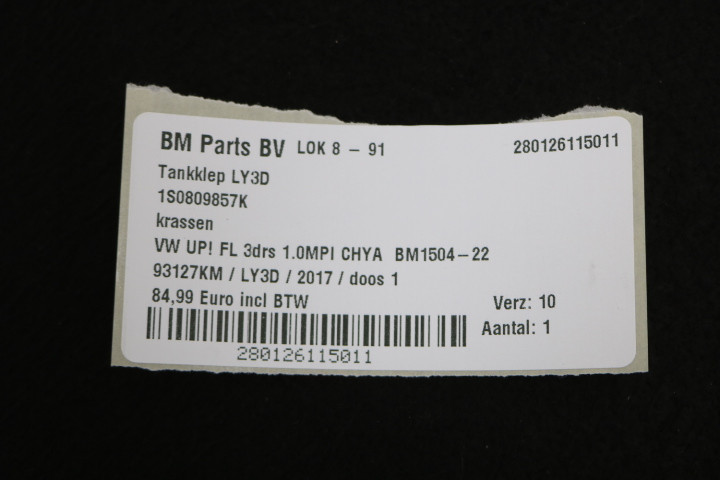 BM Parts BV LOK 8 - 91 280126115011
Tankklep LY3D
1S0809857K
krassen
VW UP! FL 3drs 1.0MPI CHYA BM1504-22
93127KM / LY3D / 2017 / doos 1
84,99 Euro incl BTW Verz: 10
Aantal: 1
280126115011